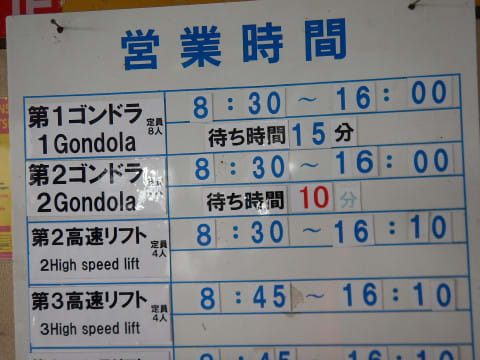 営業時間
第1ゴンドラ 定員8人 8:30～16:00
1Gondola 待ち時間 15分
第2ゴンドラ 8:30～16:00
2Gondola 待ち時間 10分
第2高速リフト 定員4人 8:30～16:10
2High speed lift
第3高速リフト 定員4人 8:45～16:10
3High speed lift